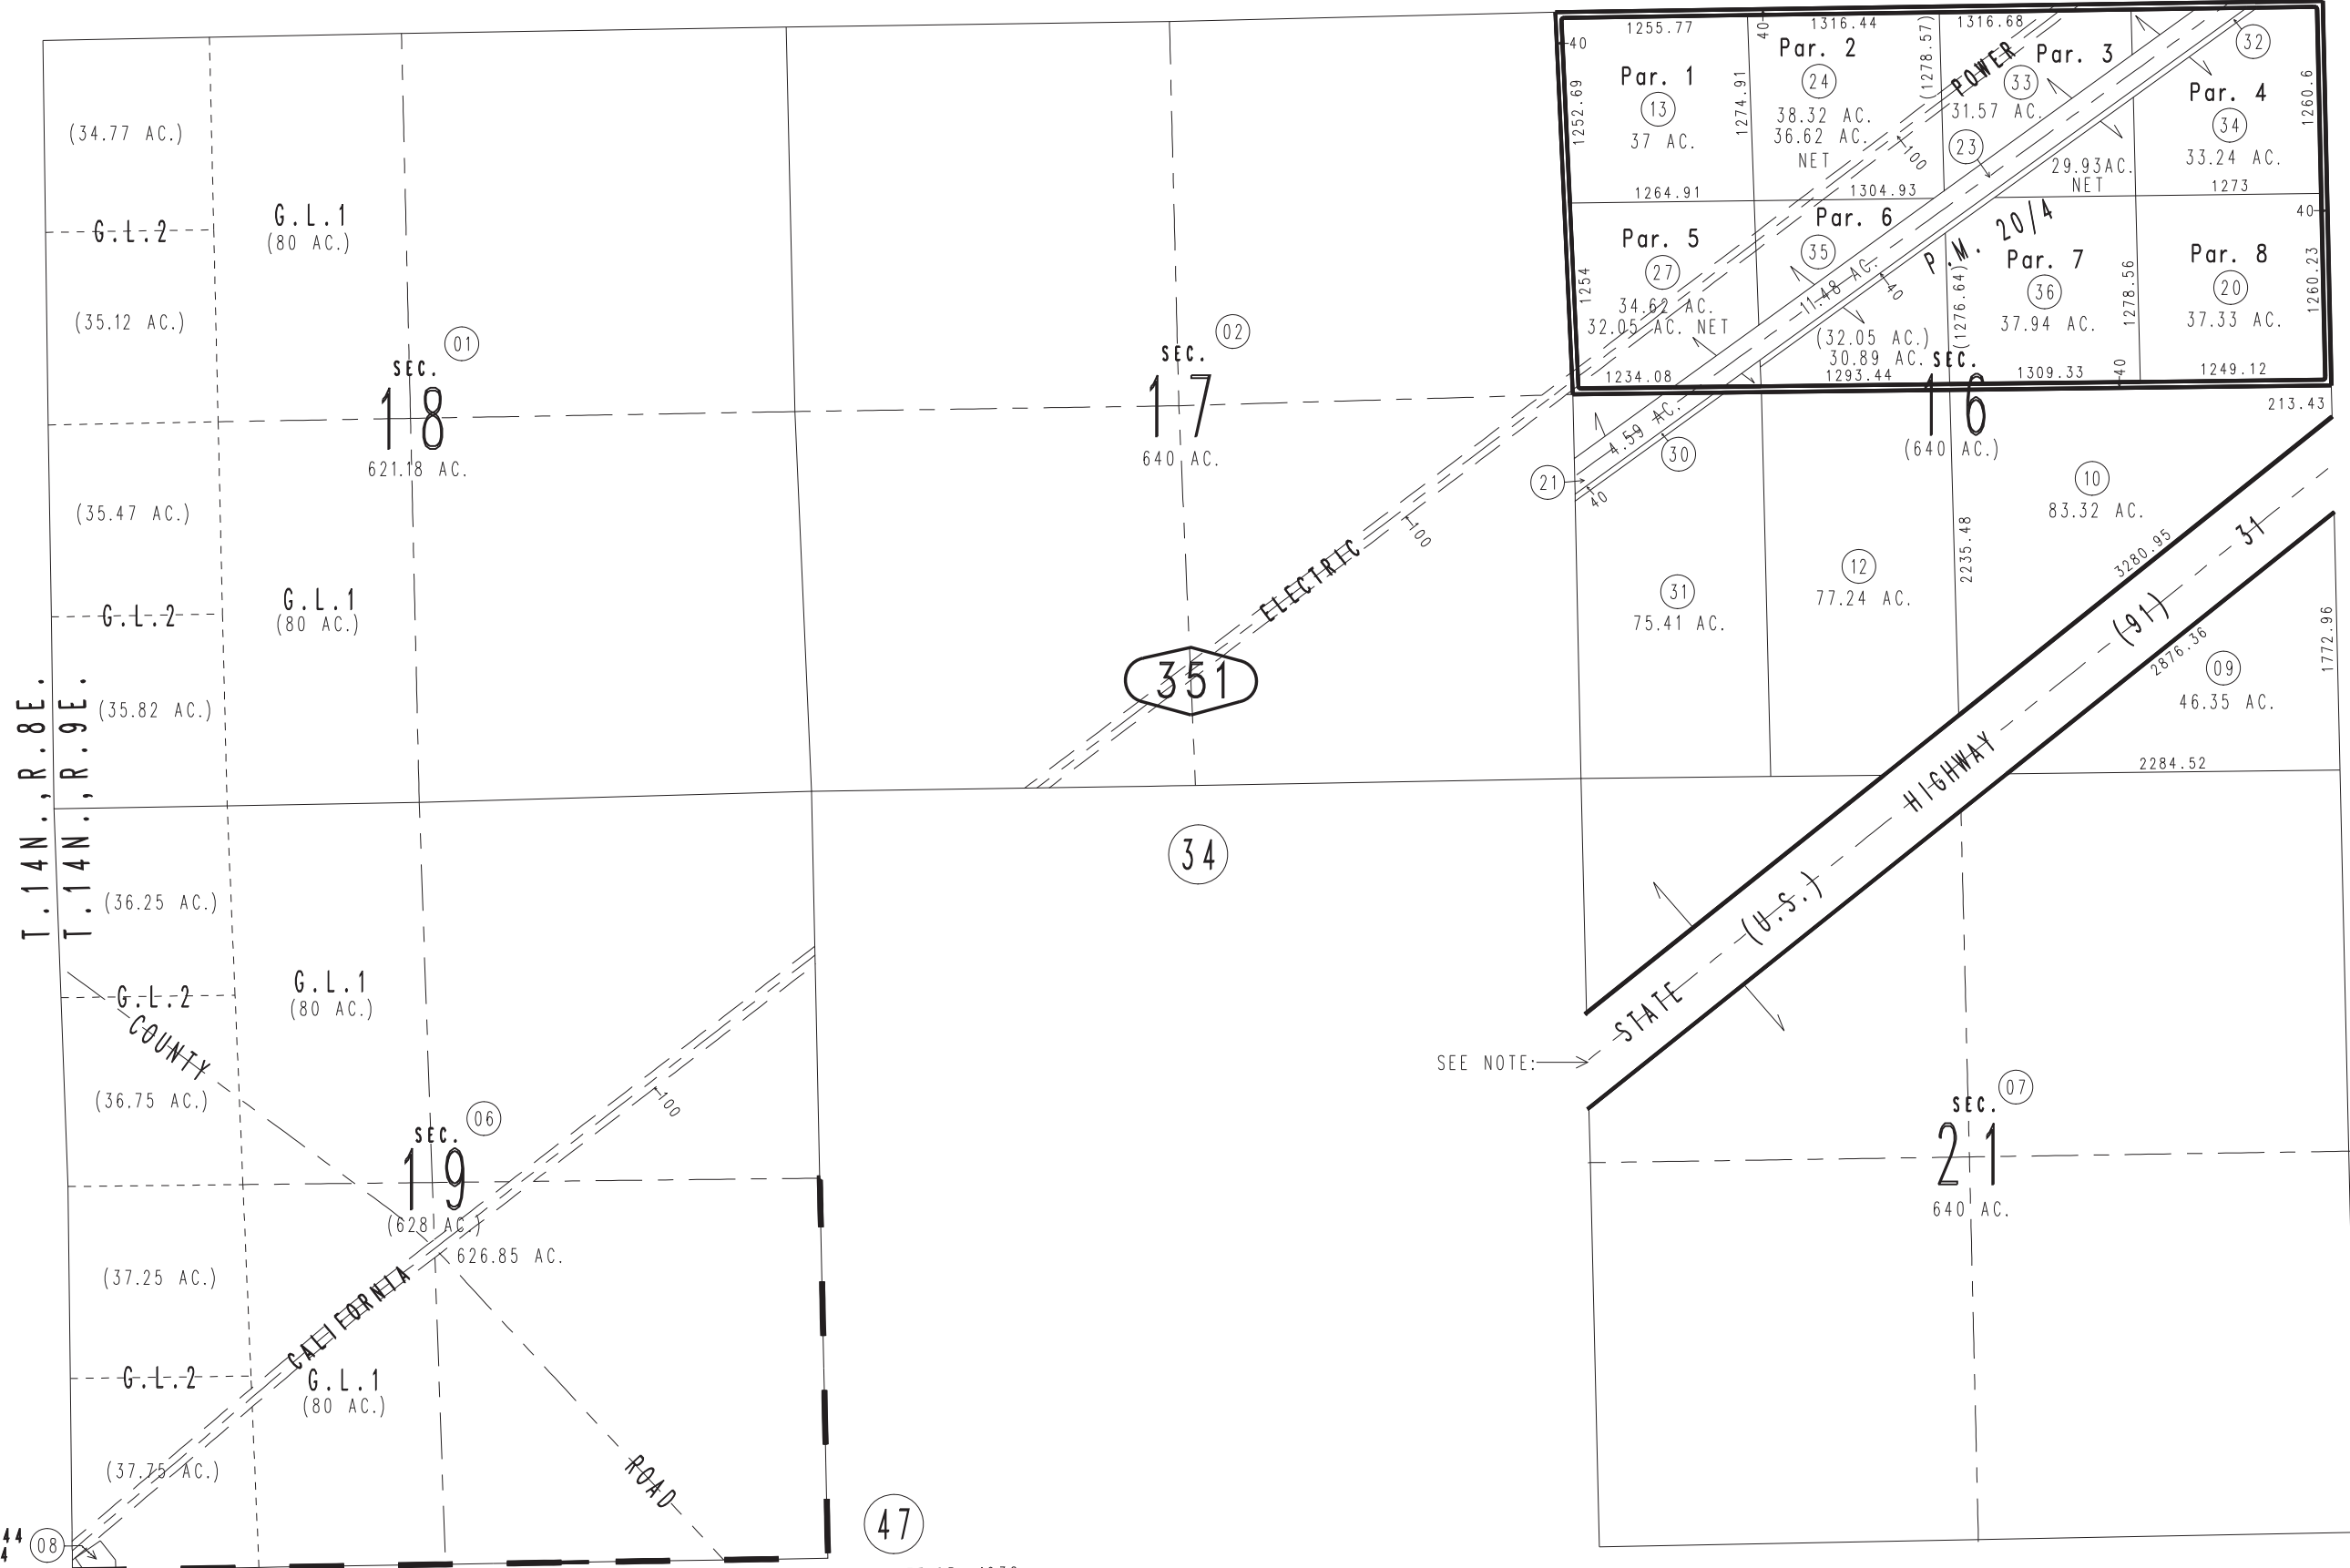 1255.77
40
1316.44
(1278.57)
1316.68
32
40
Par. 1
13
37 AC.
1252.69
1274.91
1264.91
Par. 2
24
38.32 AC.
36.62 AC.
NET
1304.93
POWER
100
Par. 3
33
31.57 AC.
23
29.93AC.
NET
Par. 4
34
33.24 AC.
1260.6
1273
40
Par. 5
27
34.62 AC.
32.05 AC. NET
1254
1234.08
Par. 6
35
11.48 AC.
40
(32.05 AC.)
30.89 AC.
1293.44
(1276.64)
P.M. 20/4
Par. 7
36
37.94 AC.
1278.56
1309.33
40
Par. 8
20
37.33 AC.
1260.23
1249.12
213.43
(34.77 AC.)
G.L.2
G.L.1
(80 AC.)
(35.12 AC.)
01
SEC.
18
621.18 AC.
02
SEC.
17
640 AC.
SEC.
16
(640 AC.)
4.59 AC.
30
21
40
10
83.32 AC.
(35.47 AC.)
G.L.2
G.L.1
(80 AC.)
(35.82 AC.)
ELECTRIC
100
351
31
75.41 AC.
12
77.24 AC.
2235.48
3280.95
31
(91)
2876.36
09
46.35 AC.
1772.96
2284.52
HIGHWAY
(U.S.)
STATE
T.14N.,R.8E.
T.14N.,R.9E.
34
(36.25 AC.)
G.L.2
G.L.1
(80 AC.)
COUNTY
(36.75 AC.)
100
SEE NOTE:
06
SEC.
19
(628 AC.)
626.85 AC.
07
SEC.
21
640 AC.
(37.25 AC.)
CALIFORNIA
G.L.2
G.L.1
(80 AC.)
(37.75 AC.)
ROAD
47
44
4
08